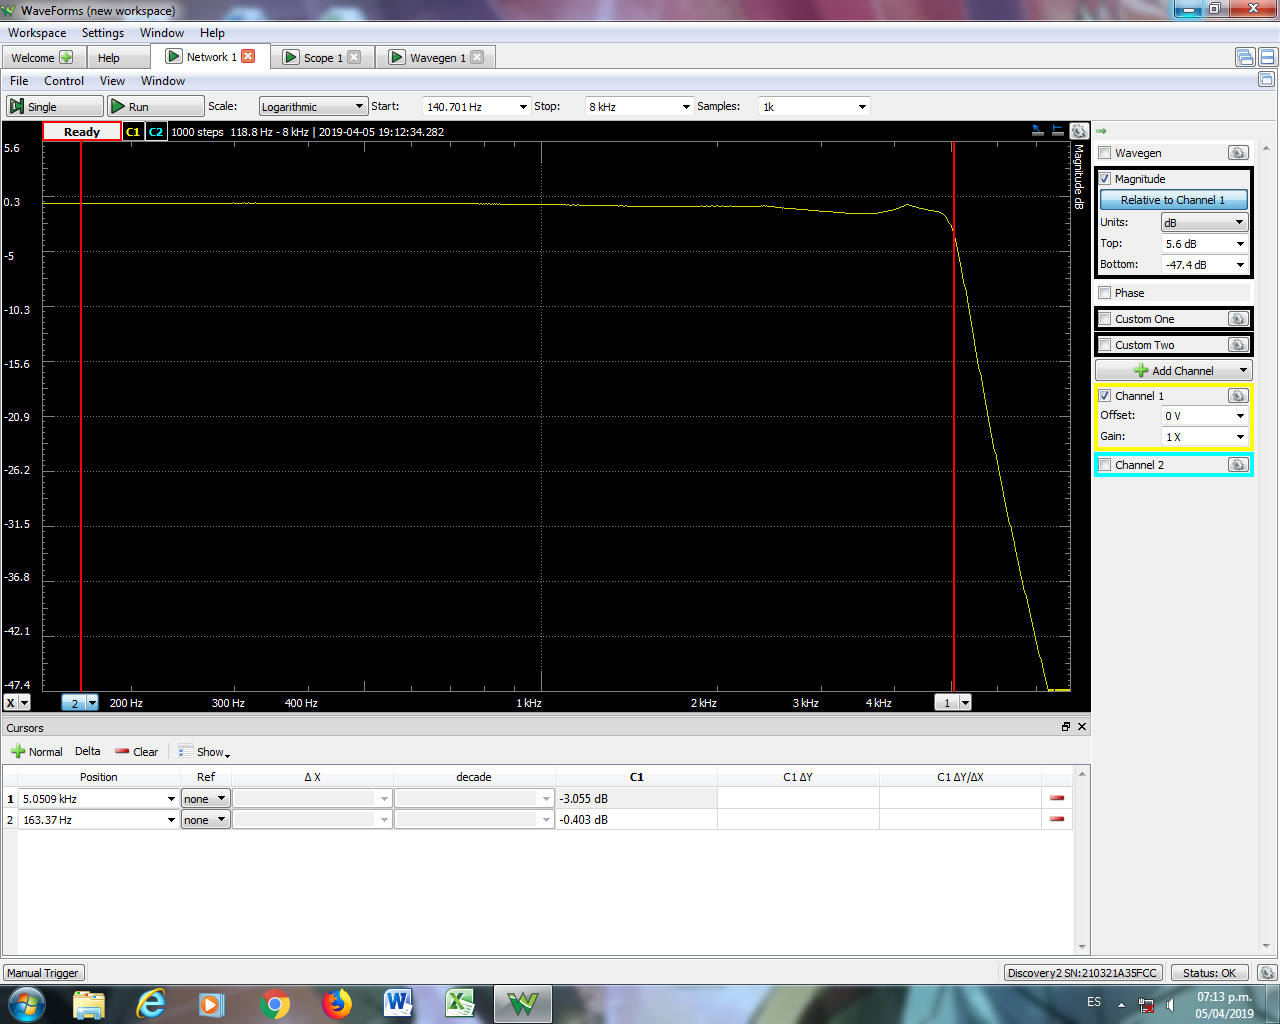 WaveForms (new workspace)
Workspace Settings Window Help
Welcome Help Network 1 Scope 1 Wavegen 1
File Control View Window
Single Run Scale: Logarithmic Start: 140.701 Hz Stop: 8 kHz Samples: 1k
Ready C1 C2 1000 steps 118.8 Hz - 8 kHz | 2019-04-05 19:12:34.282
5.6
0.3
-5
-10.3
-15.6
-20.9
-26.2
-31.5
-36.8
-42.1
-47.4
Magnitude dB
X 2 200 Hz 300 Hz 400 Hz 1 kHz 2 kHz 3 kHz 4 kHz 1
Wavegen
Magnitude
Relative to Channel 1
Units: dB
Top: 5.6 dB
Bottom: -47.4 dB
Phase
Custom One
Custom Two
Add Channel
Channel 1
Offset: 0 V
Gain: 1 X
Channel 2
Cursors
Normal Delta Clear Show
Position Ref Δ X decade C1 C1 ΔY C1 ΔY/ΔX
1 5.0509 kHz none -3.055 dB
2 163.37 Hz none -0.403 dB
Manual Trigger Discovery2 SN:210321A35FCC Status: OK
ES 07:13 p.m.
05/04/2019